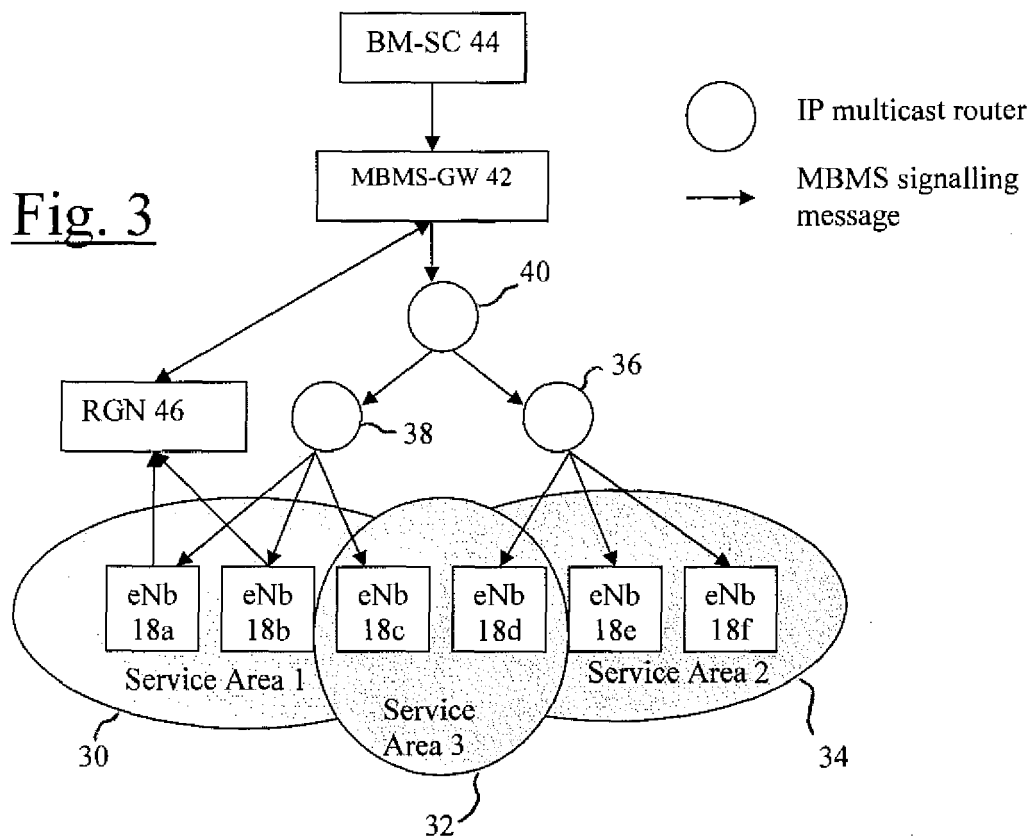 BM-SC 44
IP multicast router
MBMS-GW 42
MBMS signalling
message
Fig. 3
40
36
RGN 46
38
eNb
18a
eNb
18b
eNb
18c
eNb
18d
eNb
18e
eNb
18f
Service Area 1
Service Area 2
Service
Area 3
30
34
32